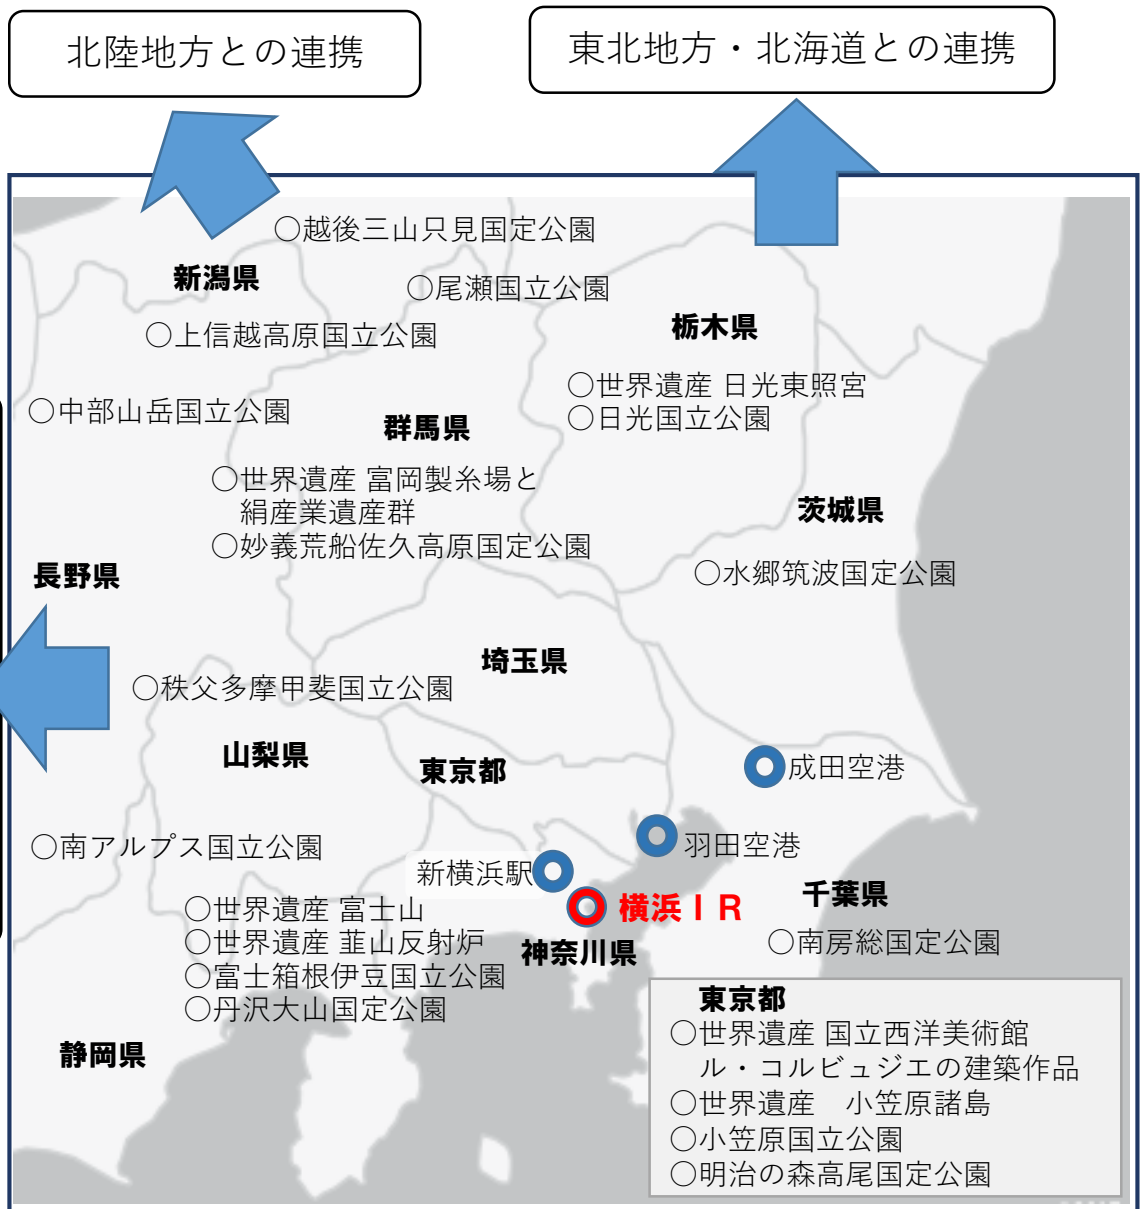 北陸地方との連携
東北地方・北海道との連携
○越後三山只見国定公園
新潟県
○尾瀬国立公園
○上信越高原国立公園
栃木県
○世界遺産 日光東照宮
○日光国立公園
○中部山岳国立公園
群馬県
○世界遺産 富岡製糸場と
絹産業遺産群
○妙義荒船佐久高原国定公園
茨城県
○水郷筑波国定公園
長野県
埼玉県
○秩父多摩甲斐国立公園
山梨県
東京都
成田空港
羽田空港
○南アルプス国立公園
新横浜駅
横浜IR
千葉県
○世界遺産 富士山
○世界遺産 韮山反射炉
○富士箱根伊豆国立公園
○丹沢大山国定公園
神奈川県
○南房総国定公園
静岡県
東京都
○世界遺産 国立西洋美術館
ル・コルビュジエの建築作品
○世界遺産　小笠原諸島
○小笠原国立公園
○明治の森高尾国定公園